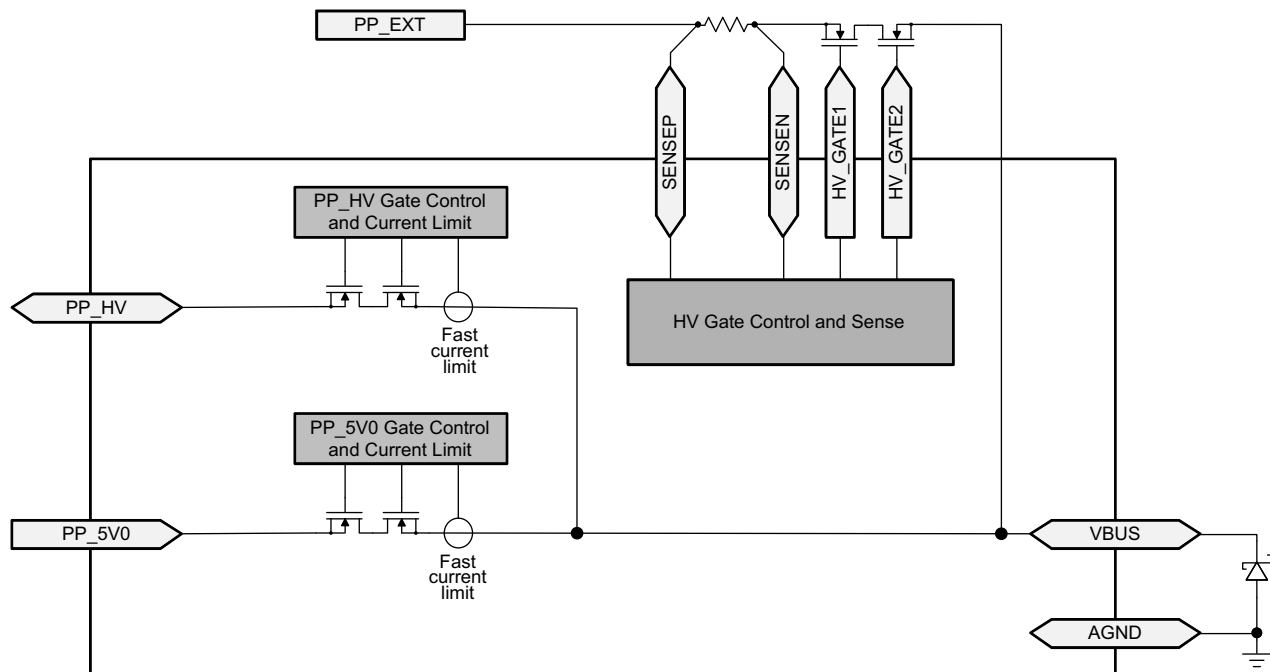 PP_EXT
SENSEP
SENSEN
HV_GATE1
HV_GATE2
PP_HV Gate Control
and Current Limit
PP_HV
Fast
current
limit
HV Gate Control and Sense
PP_5V0 Gate Control
and Current Limit
PP_5V0
Fast
current
limit
VBUS
AGND